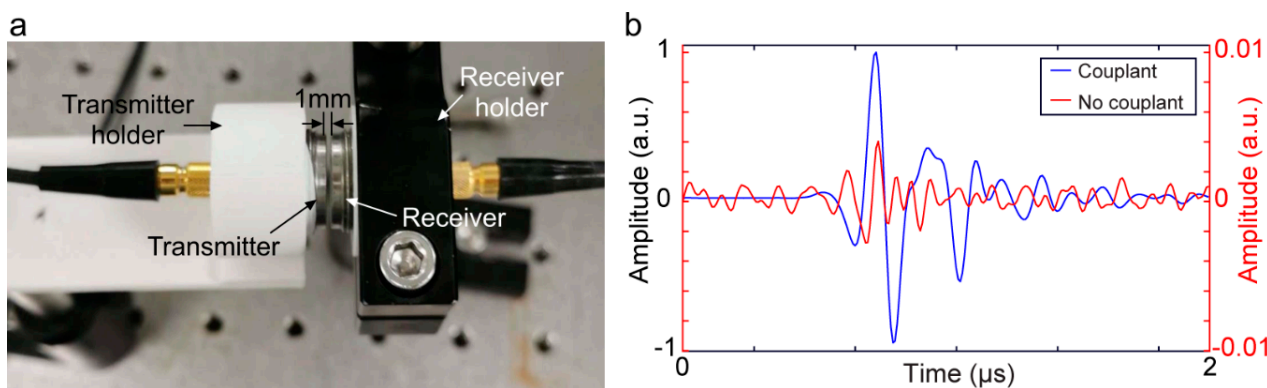 a
Transmitter
holder
1mm
Receiver
holder
Transmitter
Receiver
b
1
0
-1
Amplitude (a.u.)
Couplant
No couplant
0.01
0
-0.01
Amplitude (a.u.)
0
Time (μs)
2